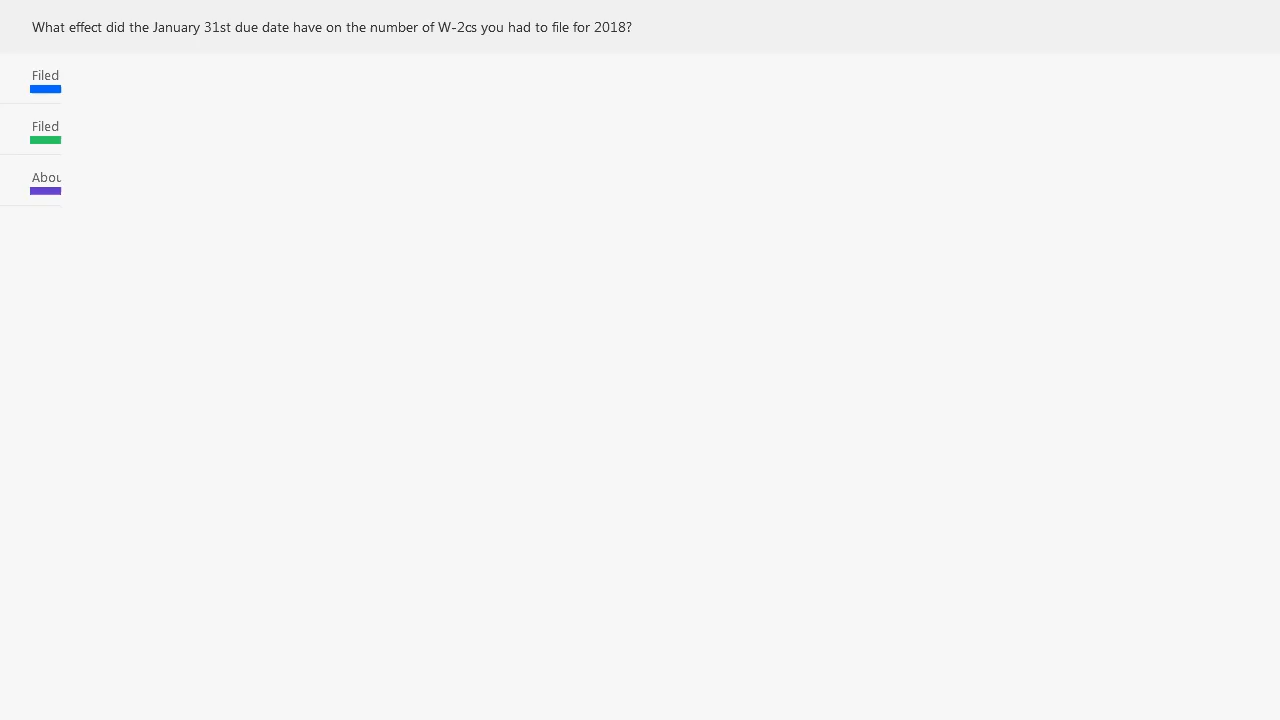 What effect did the January 31st due date have on the number of W-2cs you had to file for 2018?
Filed
Filed